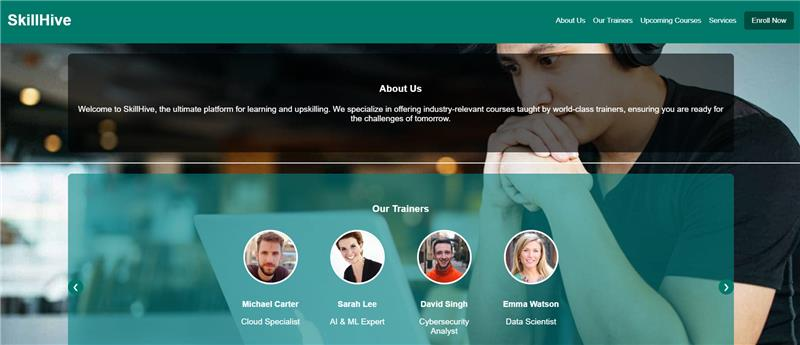 SkillHive
About Us Our Trainers Upcoming Courses Services Enroll Now
About Us
Welcome to SkillHive, the ultimate platform for learning and upskilling. We specialize in offering industry-relevant courses taught by world-class trainers, ensuring you are ready for
the challenges of tomorrow.
Our Trainers
Michael Carter Sarah Lee David Singh Emma Watson
Cloud Specialist AI & ML Expert Cybersecurity Data Scientist
Analyst